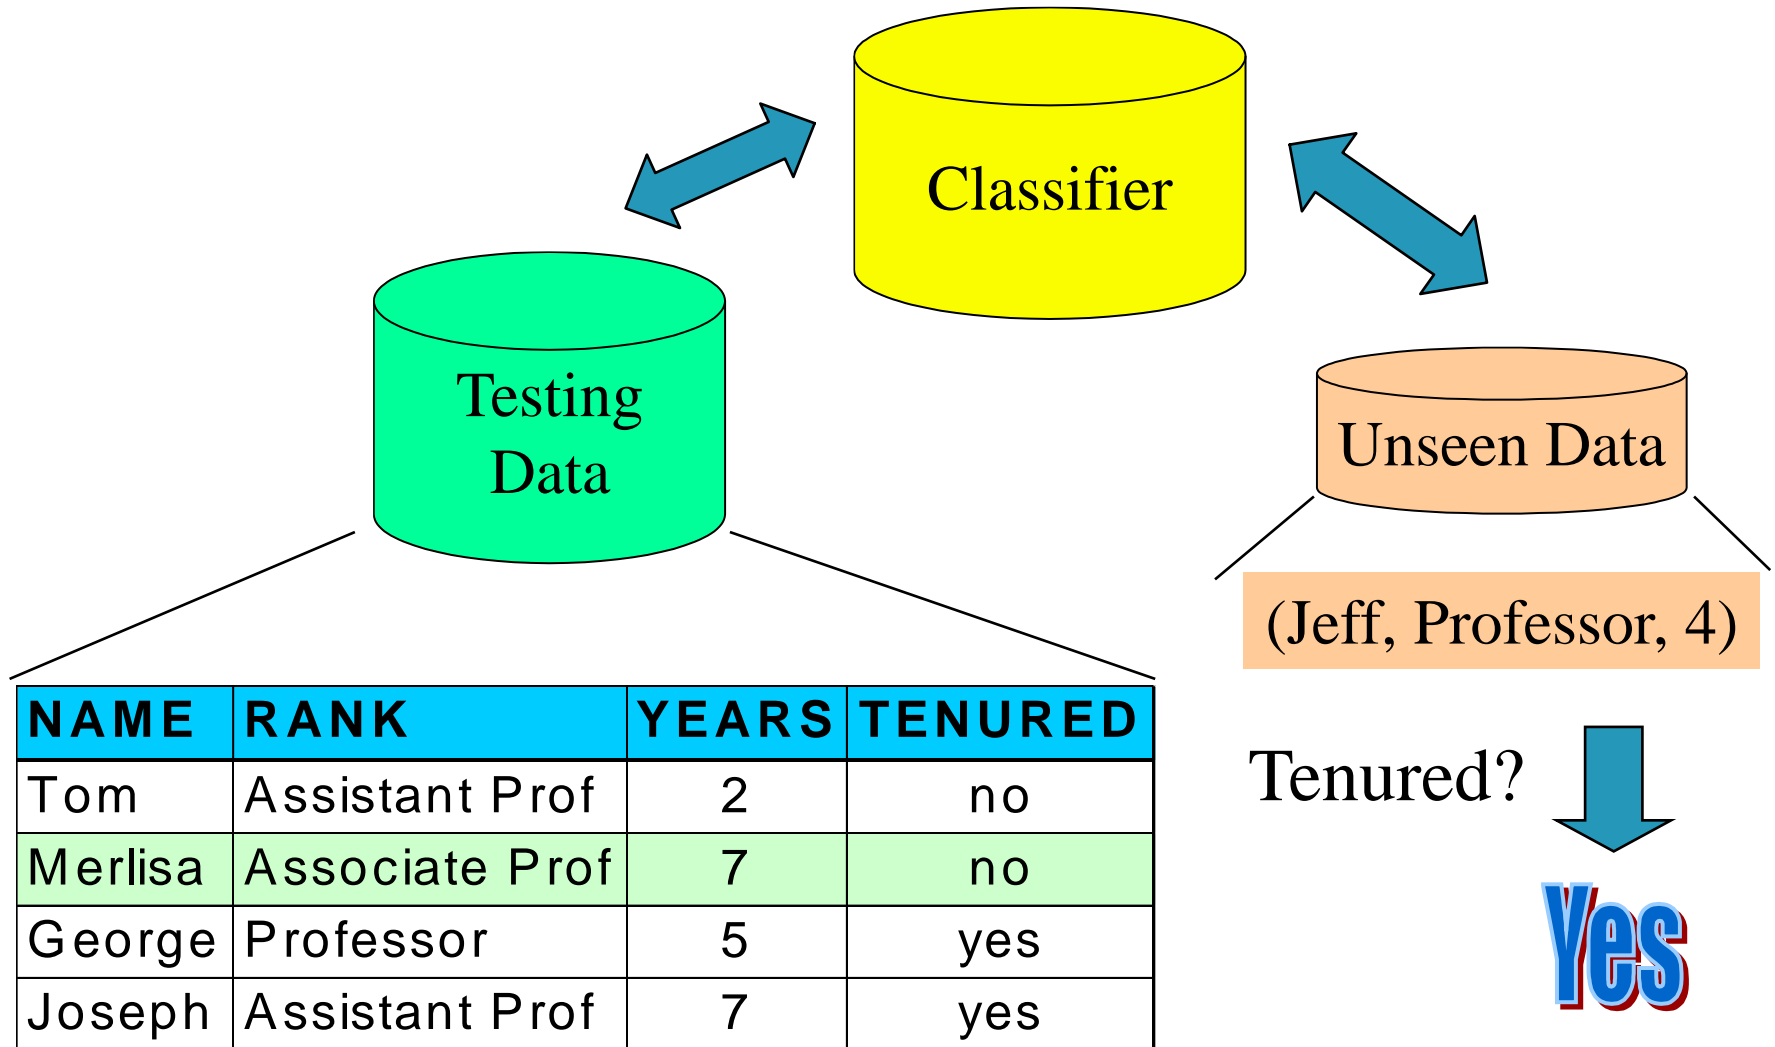 Classifier
Testing
Data
Unseen Data
(Jeff, Professor, 4)
NAME RANK YEARS TENURED
Tom Assistant Prof 2 no
Merlisa Associate Prof 7 no
George Professor 5 yes
Joseph Assistant Prof 7 yes
Tenured?
Yes